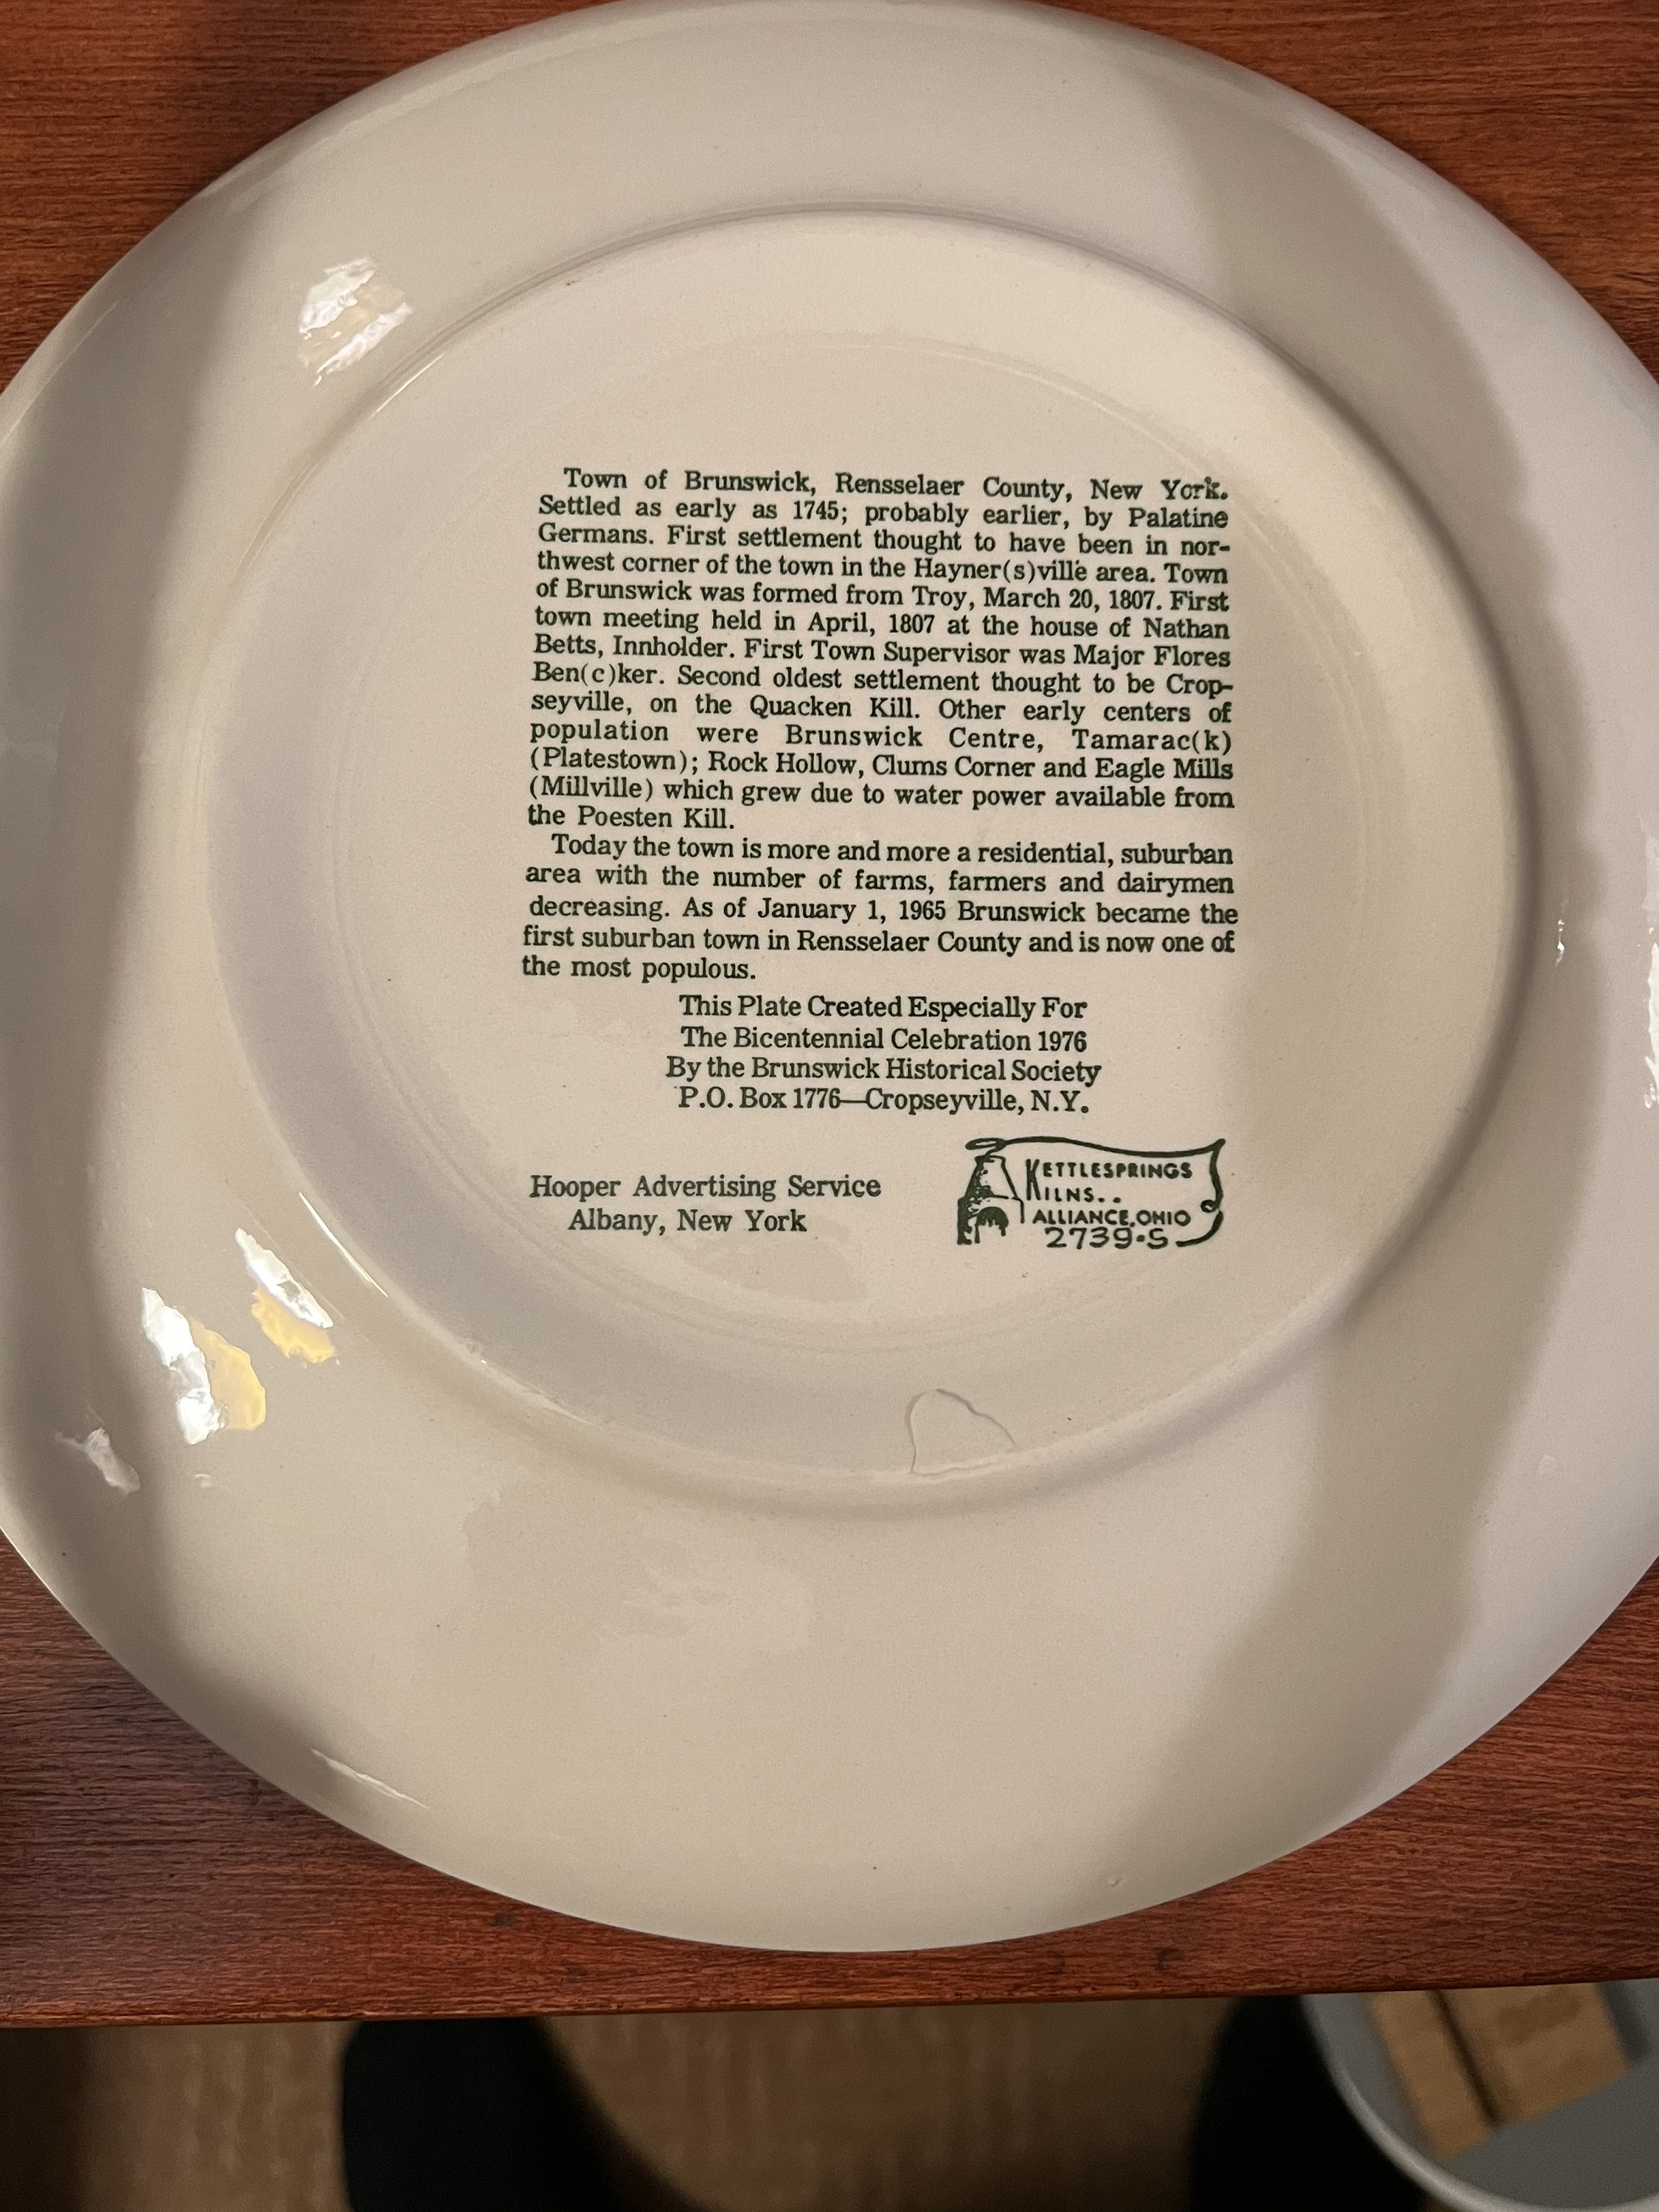 Town of Brunswick, Rensselaer County, New York.
Settled as early as 1745; probably earlier, by Palatine
Germans. First settlement thought to have been in nor-
thwest corner of the town in the Hayner(s)ville area. Town
of Brunswick was formed from Troy, March 20, 1807. First
town meeting held in April, 1807 at the house of Nathan
Betts, Innholder. First Town Supervisor was Major Flores
Ben(c)ker. Second oldest settlement thought to be Crop-
seyville, on the Quacken Kill. Other early centers of
population were Brunswick Centre, Tamarac(k)
(Platestown); Rock Hollow, Clums Corner and Eagle Mills
(Millville) which grew due to water power available from
the Poesten Kill.
Today the town is more and more a residential, suburban
area with the number of farms, farmers and dairymen
decreasing. As of January 1, 1965 Brunswick became the
first suburban town in Rensselaer County and is now one of
the most populous.
This Plate Created Especially For
The Bicentennial Celebration 1976
By the Brunswick Historical Society
P.O. Box 1776—Cropseyville, N.Y.
Hooper Advertising Service
Albany, New York
KETTLESPRINGS
KILNS..
ALLIANCE, OHIO
2739·S